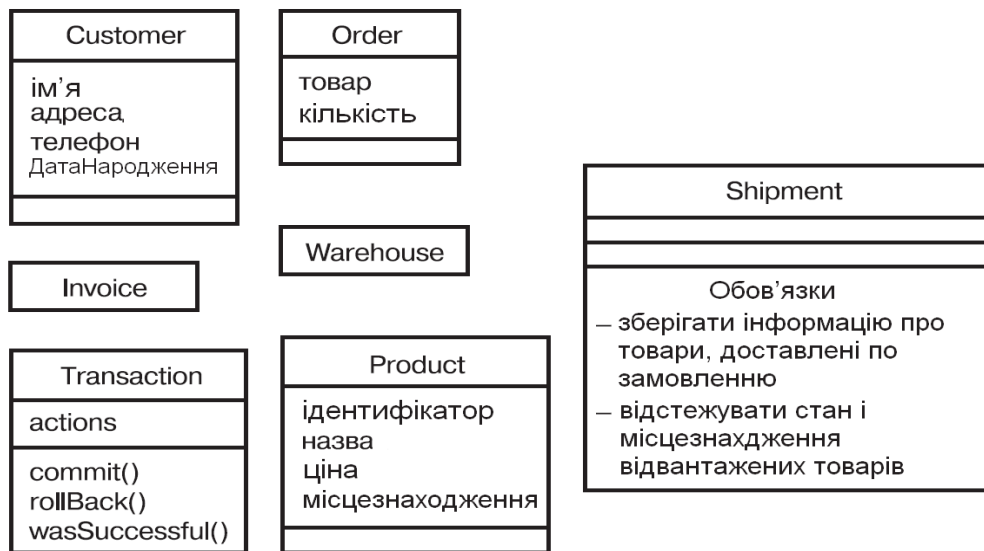 Customer
ім’я
адреса
телефон
ДатаНародження
Order
товар
кількість
Invoice
Warehouse
Transaction
actions
commit()
rollBack()
wasSuccessful()
Product
ідентифікатор
назва
ціна
місцезнаходження
Shipment
Обов’язки
– зберігати інформацію про
товари, доставлені по
замовленню
– відстежувати стан і
місцезнахдження
відвантажених товарів